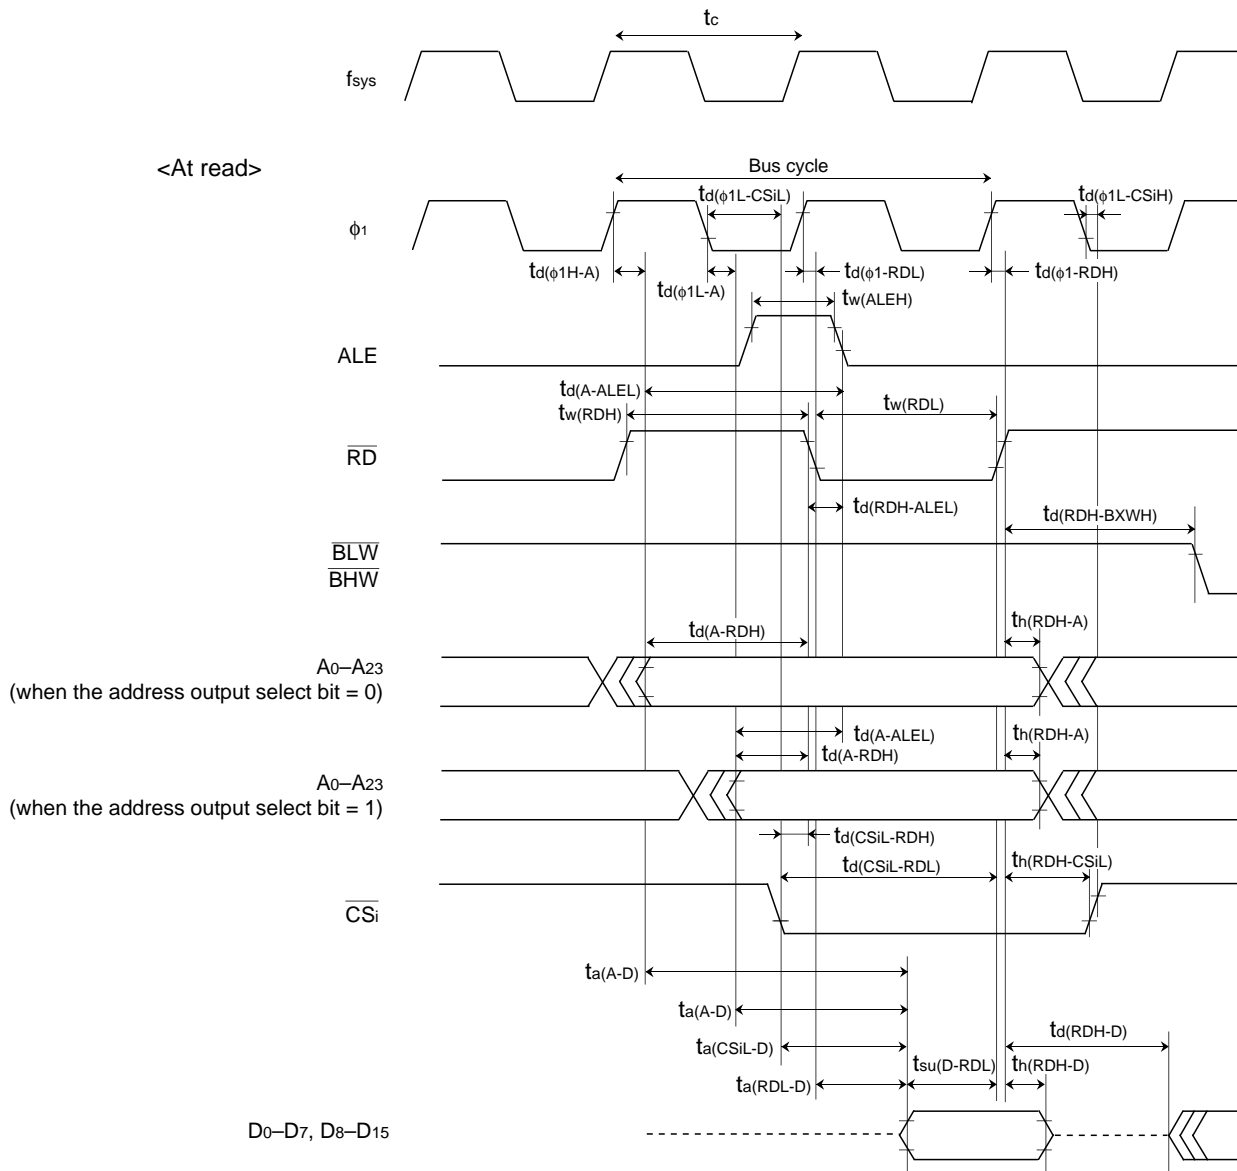 tc
fsys
<At read>
Bus cycle
td(ϕ1L-CSiL)
td(ϕ1L-CSiH)
ϕ1
td(ϕ1H-A)
td(ϕ1-RDL)
td(ϕ1-RDH)
td(ϕ1L-A)
tw(ALEH)
ALE
td(A-ALEL)
tw(RDH)
tw(RDL)
RD
td(RDH-ALEL)
td(RDH-BXWH)
BLW
BHW
th(RDH-A)
td(A-RDH)
A0–A23
(when the address output select bit = 0)
td(A-ALEL)
th(RDH-A)
td(A-RDH)
A0–A23
(when the address output select bit = 1)
td(CSiL-RDH)
td(CSiL-RDL)
th(RDH-CSiL)
CSi
ta(A-D)
ta(A-D)
td(RDH-D)
ta(CSiL-D)
tsu(D-RDL)
th(RDH-D)
ta(RDL-D)
D0–D7, D8–D15